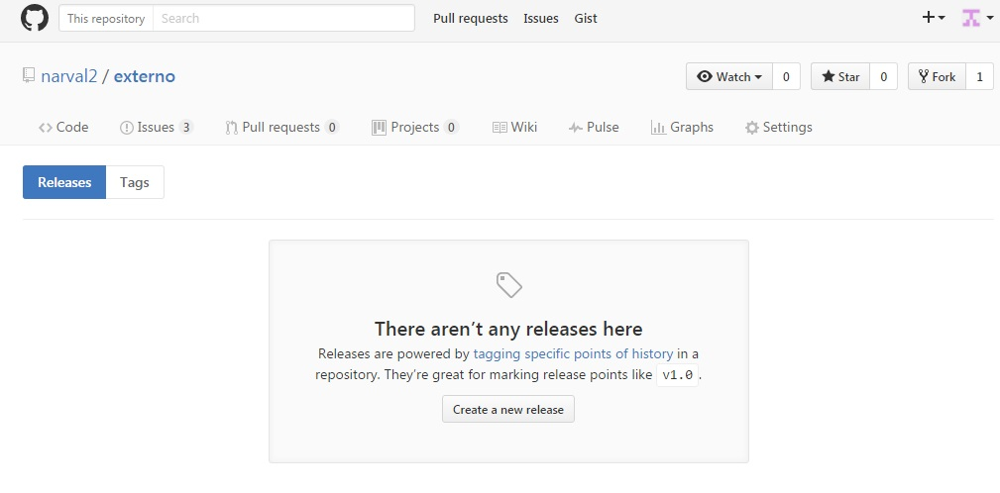 This repository Search Pull requests Issues Gist
narval2 / externo Watch 0 Star 0 Fork 1
Code Issues 3 Pull requests 0 Projects 0 Wiki Pulse Graphs Settings
Releases Tags
There aren’t any releases here
Releases are powered by tagging specific points of history in a
repository. They’re great for marking release points like v1.0.
Create a new release